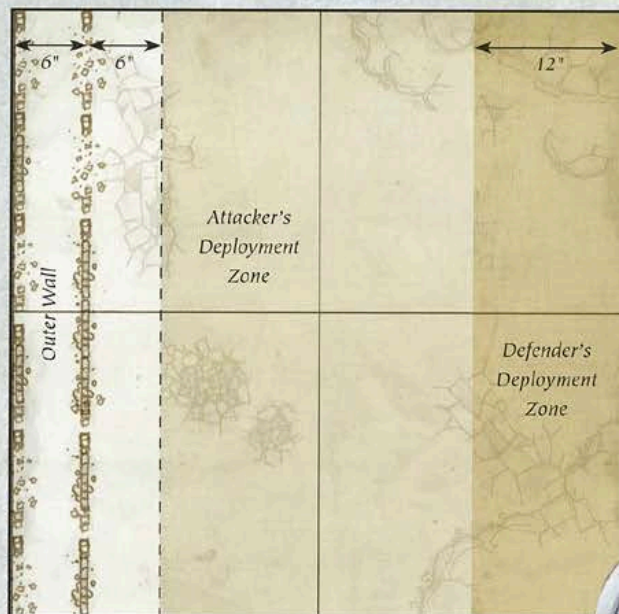 6"
6"
12"
Attacker's
Deployment
Zone
Outer Wall
Defender's
Deployment
Zone